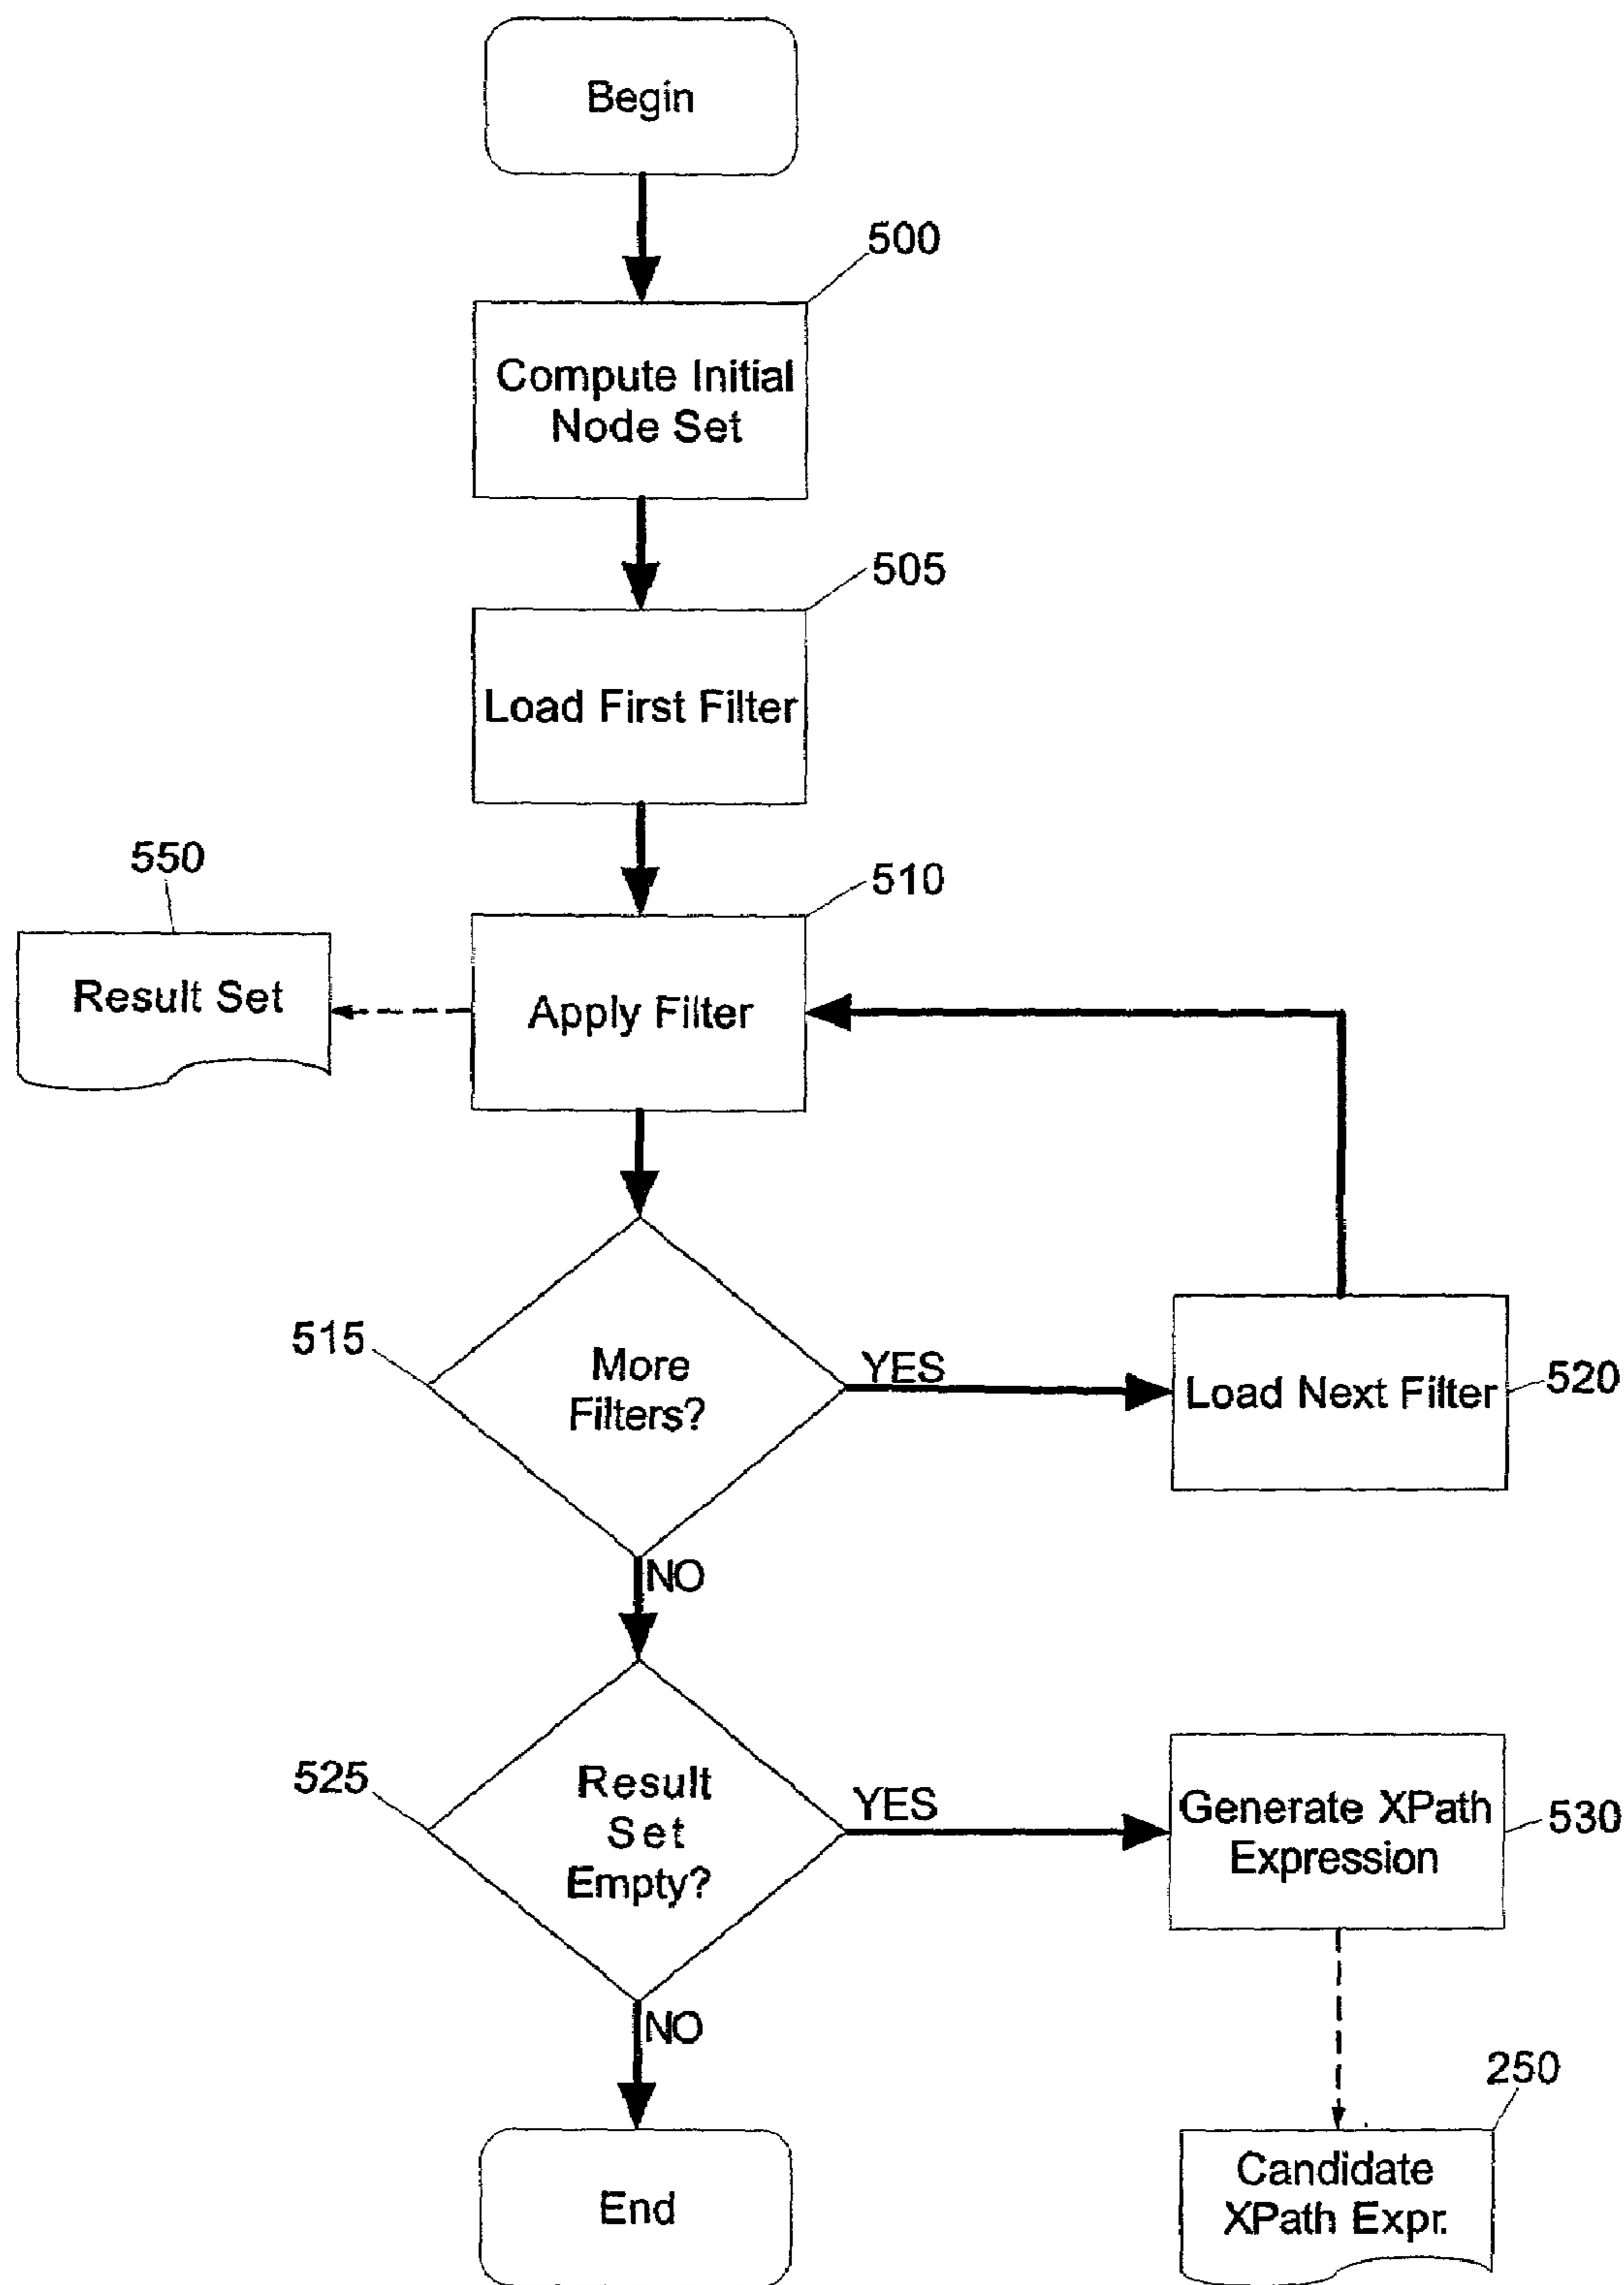 Begin
500
Compute Initial
Node Set
505
Load First Filter
550
510
Result Set
Apply Filter
515
More
Filters?
YES
Load Next Filter
520
NO
525
Result
Set
Empty?
YES
Generate XPath
Expression
530
NO
250
End
Candidate
XPath Expr.